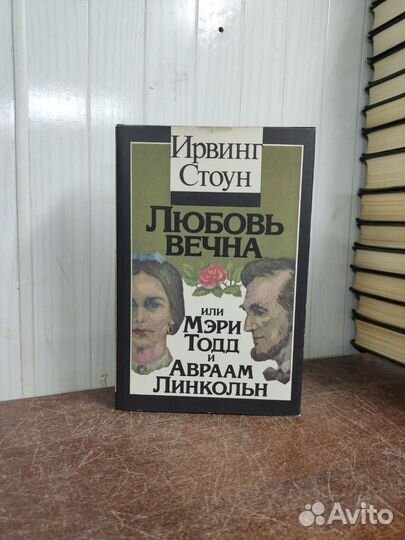 Ирвинг
Стоун
Любовь
вечна
или
Мэри
Тодд
и
Авраам
Линкольн
Avito